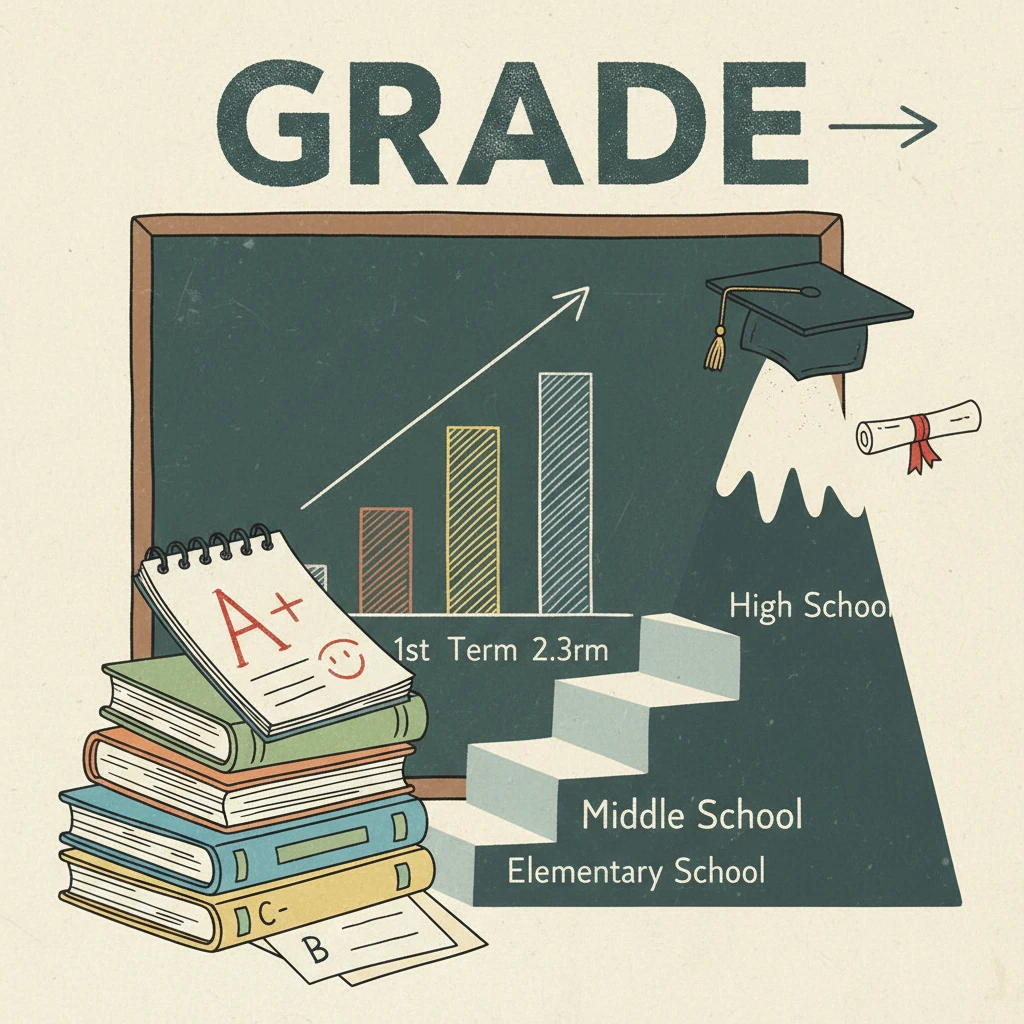 GRADE
A+
High School
1st Term 2.3rm
Middle School
Elementary School
C-
B